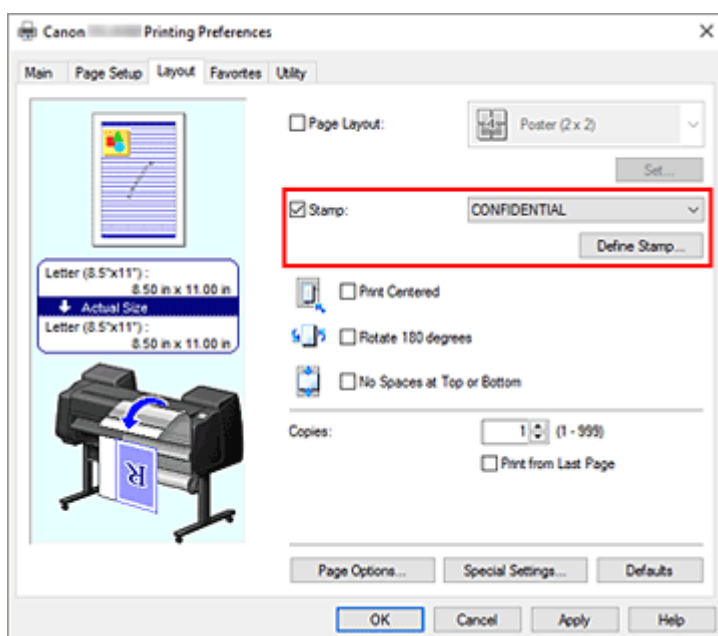 Canon Printing Preferences
Main Page Setup Layout Favorites Utility
Page Layout: Poster (2 x 2)
Set...
Stamp: CONFIDENTIAL
Define Stamp...
Letter (8.5"x11") :
8.50 in x 11.00 in
Actual Size
Letter (8.5"x11") :
8.50 in x 11.00 in
Print Centered
Rotate 180 degrees
No Spaces at Top or Bottom
R
Copies: 1 (1 - 999)
Print from Last Page
Page Options... Special Settings... Defaults
OK Cancel Apply Help